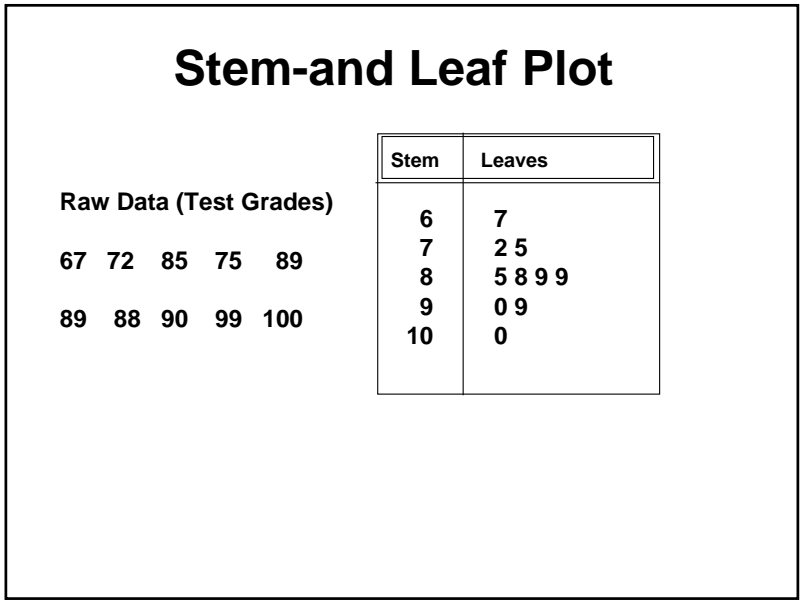 Stem-and Leaf Plot
Raw Data (Test Grades)
67 72 85 75 89
89 88 90 99 100
Stem Leaves
6 7
7 2 5
8 5 8 9 9
9 0 9
10 0